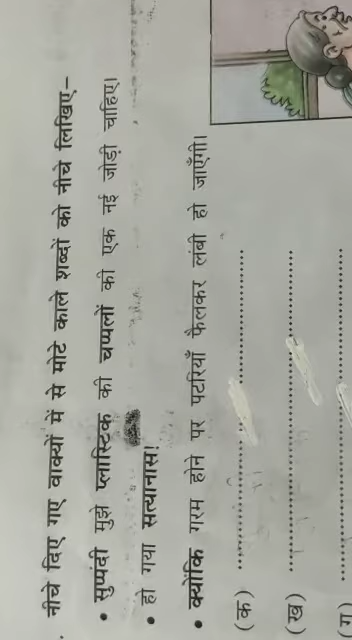 नीचे दिए गए वाक्यों में से मोटे काले शब्दों को नीचे लिखिए–
• सुप्पंदी मुझे प्लास्टिक की चप्पलों की एक नई जोड़ी चाहिए।
• हो गया सत्यानास!
• क्योंकि गरम होने पर पटरियाँ फैलकर लंबी हो जाएँगी।
(क) ........................................
(ख) ........................................
(ग) ........................................